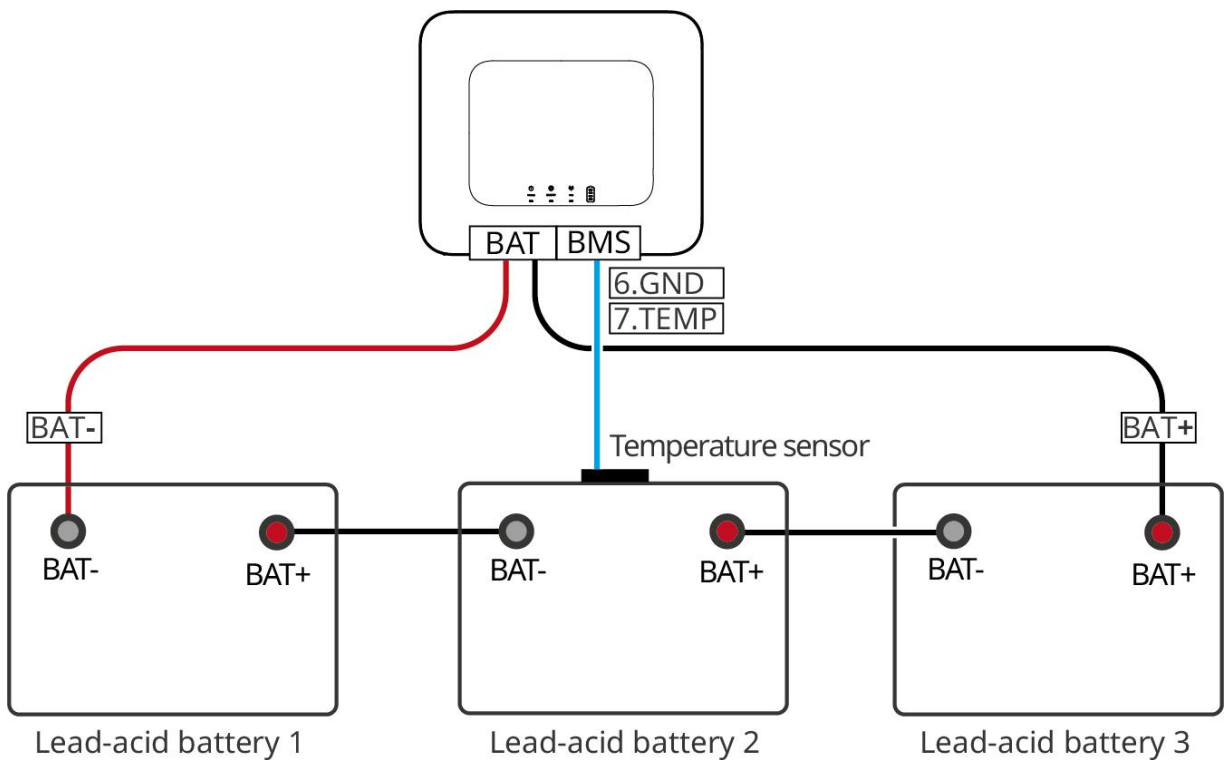 BAT BMS
6.GND
7.TEMP
BAT-
BAT+
Temperature sensor
BAT- BAT+ BAT- BAT+ BAT- BAT+
Lead-acid battery 1 Lead-acid battery 2 Lead-acid battery 3